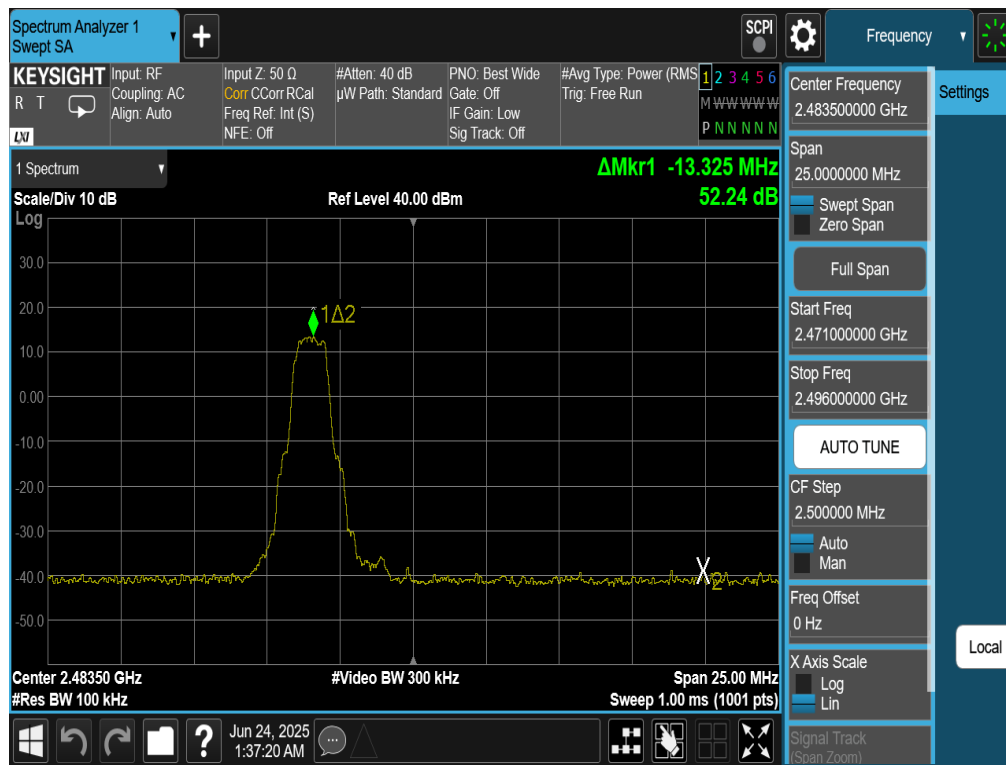 Spectrum Analyzer 1
Swept SA
▼
+
SCPI
Frequency ▼
KEYSIGHT
R T
LXI
Input: RF
Coupling: AC
Align: Auto
Input Z: 50 Ω
Corr CCorr RCal
Freq Ref: Int (S)
NFE: Off
#Atten: 40 dB
µW Path: Standard
PNO: Best Wide
Gate: Off
IF Gain: Low
Sig Track: Off
#Avg Type: Power (RMS
Trig: Free Run
1 2 3 4 5 6
M W W W W W
P N N N N N
1 Spectrum ▼
Scale/Div 10 dB
Log
Ref Level 40.00 dBm
ΔMkr1 -13.325 MHz
52.24 dB
30.0
20.0
10.0
0.00
-10.0
-20.0
-30.0
-40.0
-50.0
1Δ2
X
2
Center 2.48350 GHz
#Res BW 100 kHz
#Video BW 300 kHz
Span 25.00 MHz
Sweep 1.00 ms (1001 pts)
?
Jun 24, 2025
1:37:20 AM
Center Frequency
2.483500000 GHz
Span
25.0000000 MHz
Swept Span
Zero Span
Full Span
Start Freq
2.471000000 GHz
Stop Freq
2.496000000 GHz
AUTO TUNE
CF Step
2.500000 MHz
Auto
Man
Freq Offset
0 Hz
X Axis Scale
Log
Lin
Signal Track
(Span Zoom)
Settings
Local